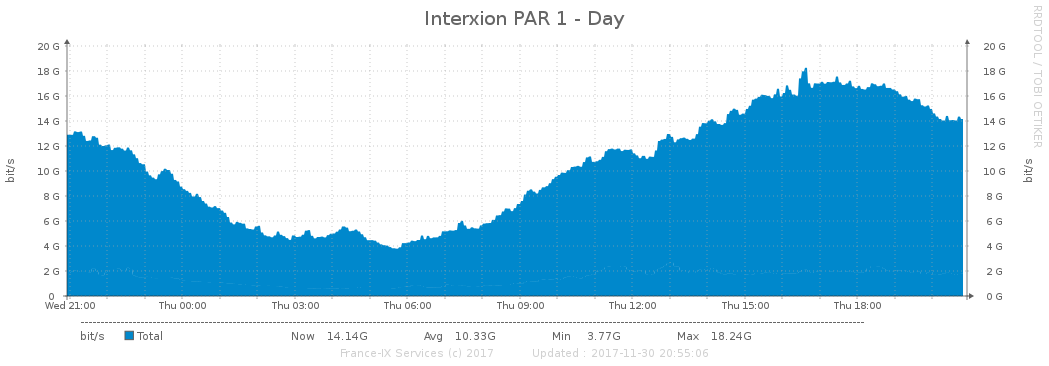 Interxion PAR 1 - Day
RRDTOOL / TOBI OETIKER
20 G 20 G
18 G 18 G
16 G 16 G
14 G 14 G
12 G 12 G
10 G 10 G
8 G 8 G
6 G 6 G
4 G 4 G
2 G 2 G
0 0 G
bit/s bit/s
Wed 21:00 Thu 00:00 Thu 03:00 Thu 06:00 Thu 09:00 Thu 12:00 Thu 15:00 Thu 18:00
bit/s Total Now 14.14G Avg 10.33G Min 3.77G Max 18.24G
France-IX Services (c) 2017 Updated : 2017-11-30 20:55:06